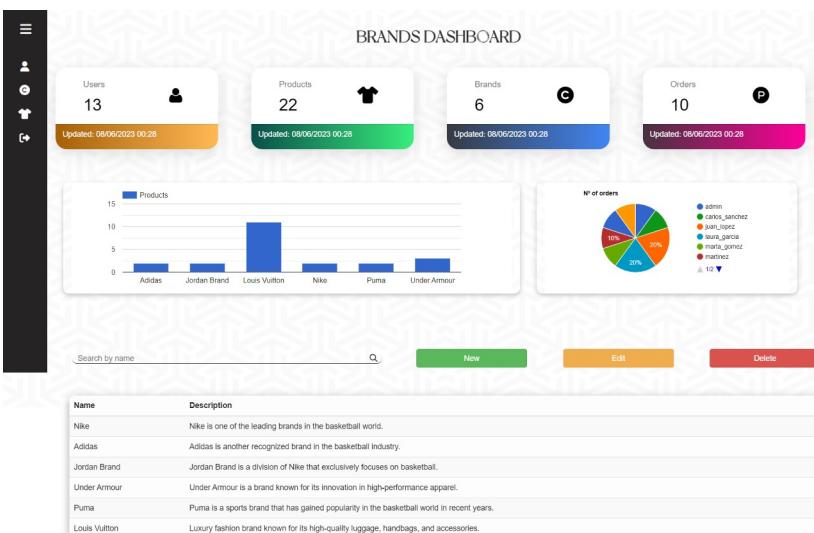 BRANDS DASHBOARD
Users
13
Updated: 08/06/2023 00:28
Products
22
Updated: 08/06/2023 00:28
Brands
6
C
Updated: 08/06/2023 00:28
Orders
10
P
Updated: 08/06/2023 00:28
C
Products
15
10
5
0
Adidas Jordan Brand Louis Vuitton Nike Puma Under Armour
Nº of orders
10%
20%
20%
admin
carlos_sanchez
juan_lopez
laura_garcia
marta_gomez
martinez
1/2
Search by name
New
Edit
Delete
Name Description
Nike Nike is one of the leading brands in the basketball world.
Adidas Adidas is another recognized brand in the basketball industry.
Jordan Brand Jordan Brand is a division of Nike that exclusively focuses on basketball.
Under Armour Under Armour is a brand known for its innovation in high-performance apparel.
Puma Puma is a sports brand that has gained popularity in the basketball world in recent years.
Louis Vuitton Luxury fashion brand known for its high-quality luggage, handbags, and accessories.